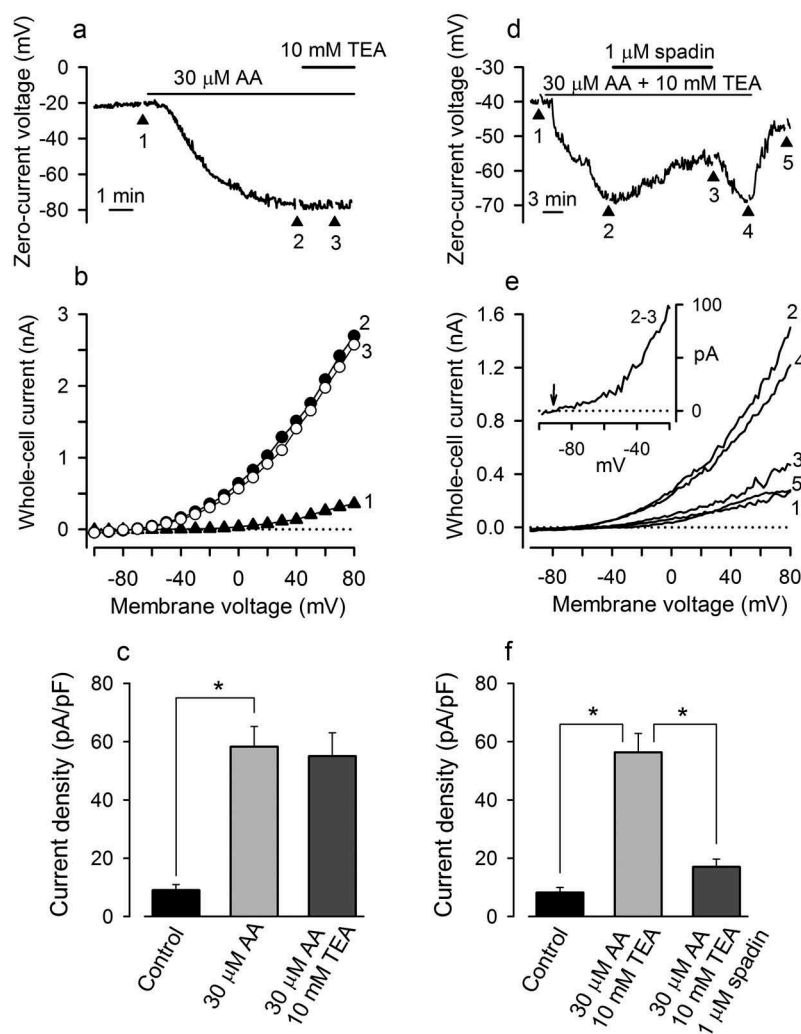 a
10 mM TEA
30 µM AA
Zero-current voltage (mV)
0
-20
-40
-60
-80
1
2
3
1 min
d
1 µM spadin
30 µM AA + 10 mM TEA
Zero-current voltage (mV)
-30
-40
-50
-60
-70
1
2
3
4
5
3 min
b
Whole-cell current (nA)
3
2
1
0
2
3
1
-80
-40
0
40
80
Membrane voltage (mV)
e
Whole-cell current (nA)
1.6
1.2
0.8
0.4
0.0
2
4
3
5
1
2-3
100
pA
0
-80
-40
mV
-80
-40
0
40
80
Membrane voltage (mV)
c
Current density (pA/pF)
80
60
40
20
0
*
Control
30 µM AA
30 µM AA
10 mM TEA
f
Current density (pA/pF)
80
60
40
20
0
*
*
Control
30 µM AA
10 mM TEA
30 µM AA
10 mM TEA
1 µM spadin